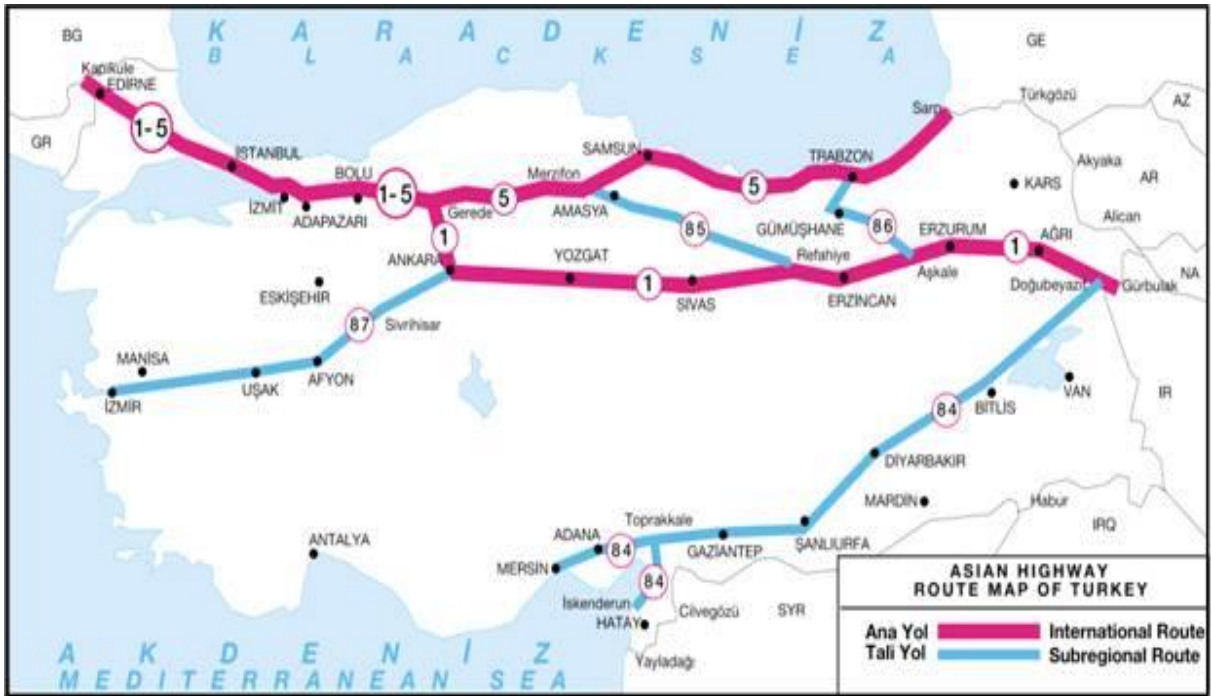 BG
K A R A D E N İ Z
B L A C K S E A
GE
Kapıkule
EDİRNE
Türkgözü
AZ
Sarp
GR
1-5
İSTANBUL
SAMSUN
TRABZON
BOLU
Merzifon
Akyaka
AR
KARS
İZMİT
ADAPAZARI
1-5
Gerede
5
AMASYA
5
GÜMÜŞHANE
Alican
ANKARA
1
YOZGAT
85
Refahiye
86
ERZURUM
Aşkale
1
AĞRI
NA
ESKİŞEHİR
1
SİVAS
ERZİNCAN
Doğubeyazıt
Gürbulak
87
Sivrihisar
MANİSA
UŞAK
AFYON
İZMİR
84
BİTLİS
VAN
IR
DİYARBAKIR
MARDİN
Habur
IRQ
ANTALYA
ADANA
84
Toprakkale
GAZİANTEP
ŞANLIURFA
MERSİN
84
İskenderun
HATAY
Cilvegözü
SYR
Yayladağı
A K D E N İ Z
MEDITERRANEAN SEA
ASIAN HIGHWAY
ROUTE MAP OF TURKEY
Ana Yol International Route
Tali Yol Subregional Route